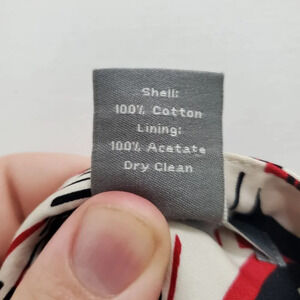 Shell:
100% Cotton
Lining:
100% Acetate
Dry Clean